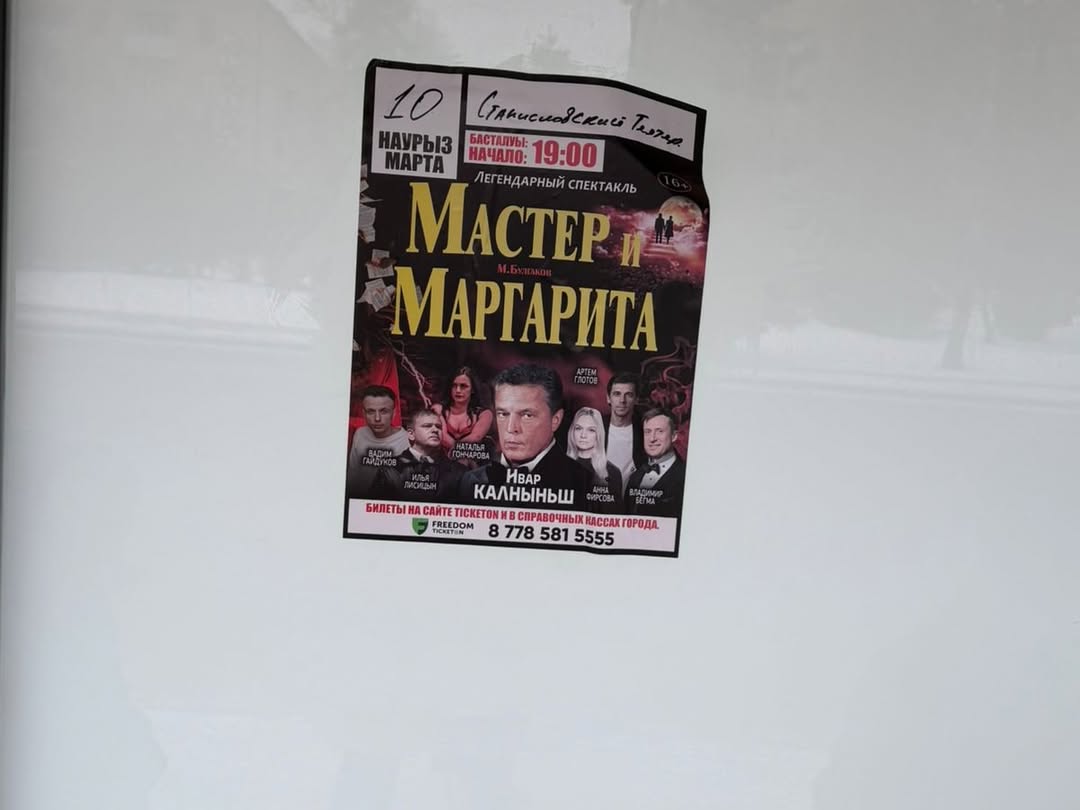 10
НАУРЫЗ
МАРТА
Станиславский Театр
БАСТАЛУЫ:
НАЧАЛО: 19:00
ЛЕГЕНДАРНЫЙ СПЕКТАКЛЬ
16+
МАСТЕР И
М.БУЛГАКОВ
МАРГАРИТА
АРТЕМ
ГЛОТОВ
ВАДИМ
ГАЙДУКОВ
ИЛЬЯ
ЛИСИЦЫН
НАТАЛЬЯ
ГОНЧАРОВА
ИВАР
КАЛНЫНЬШ
АННА
ФИРСОВА
ВЛАДИМИР
БЕГМА
БИЛЕТЫ НА САЙТЕ TICKETON И В СПРАВОЧНЫХ КАССАХ ГОРОДА.
FREEDOM
TICKETON
8 778 581 5555